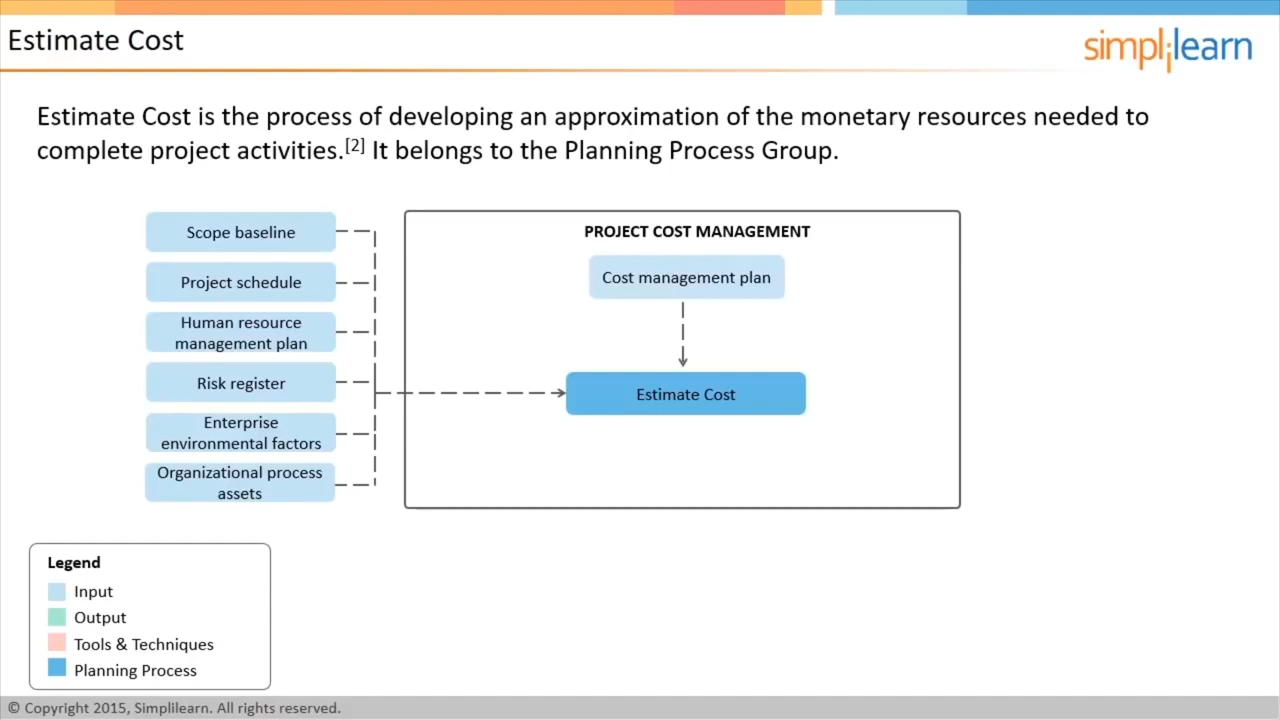 Estimate Cost
simplilearn
Estimate Cost is the process of developing an approximation of the monetary resources needed to
complete project activities.[2] It belongs to the Planning Process Group.
Scope baseline
Project schedule
Human resource
management plan
Risk register
Enterprise
environmental factors
Organizational process
assets
PROJECT COST MANAGEMENT
Cost management plan
Estimate Cost
Legend
Input
Output
Tools & Techniques
Planning Process
© Copyright 2015, Simplilearn. All rights reserved.